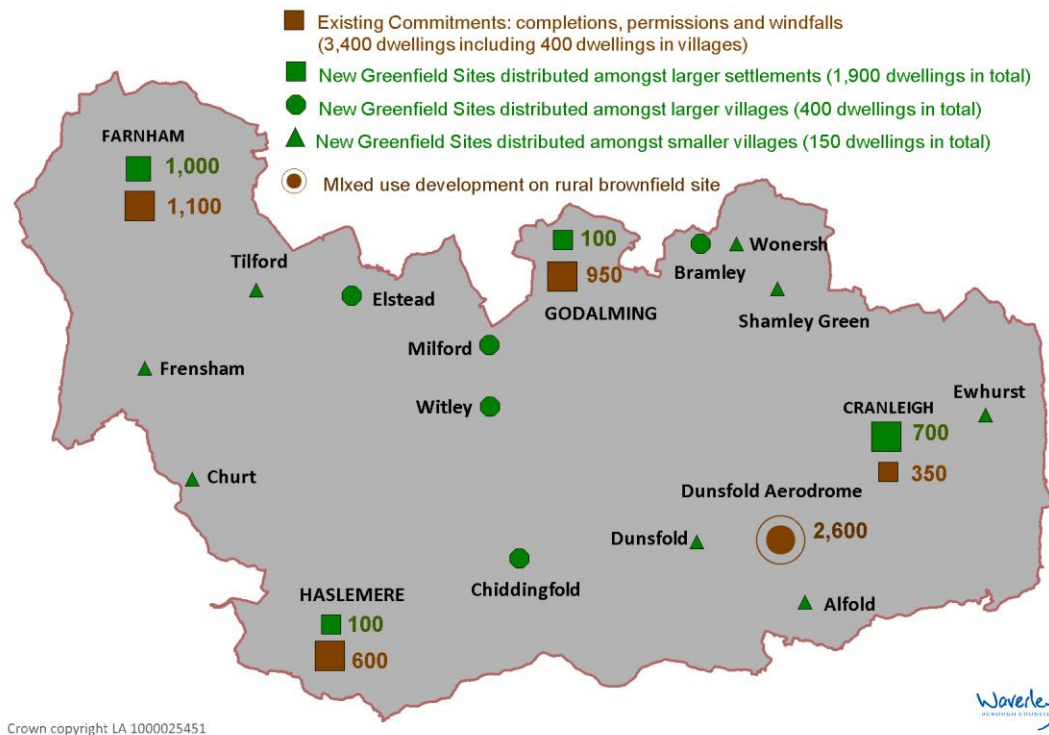 Existing Commitments: completions, permissions and windfalls
(3,400 dwellings including 400 dwellings in villages)
New Greenfield Sites distributed amongst larger settlements (1,900 dwellings in total)
New Greenfield Sites distributed amongst larger villages (400 dwellings in total)
New Greenfield Sites distributed amongst smaller villages (150 dwellings in total)
MIxed use development on rural brownfield site
FARNHAM
1,000
1,100
Tilford
Elstead
100
950
GODALMING
Bramley
Wonersh
Shamley Green
Milford
Frensham
Witley
Ewhurst
CRANLEIGH
700
350
Churt
Dunsfold Aerodrome
2,600
Dunsfold
Chiddingfold
Alfold
HASLEMERE
100
600
Waverle
BOROUGH COUNCIL
Crown copyright LA 1000025451